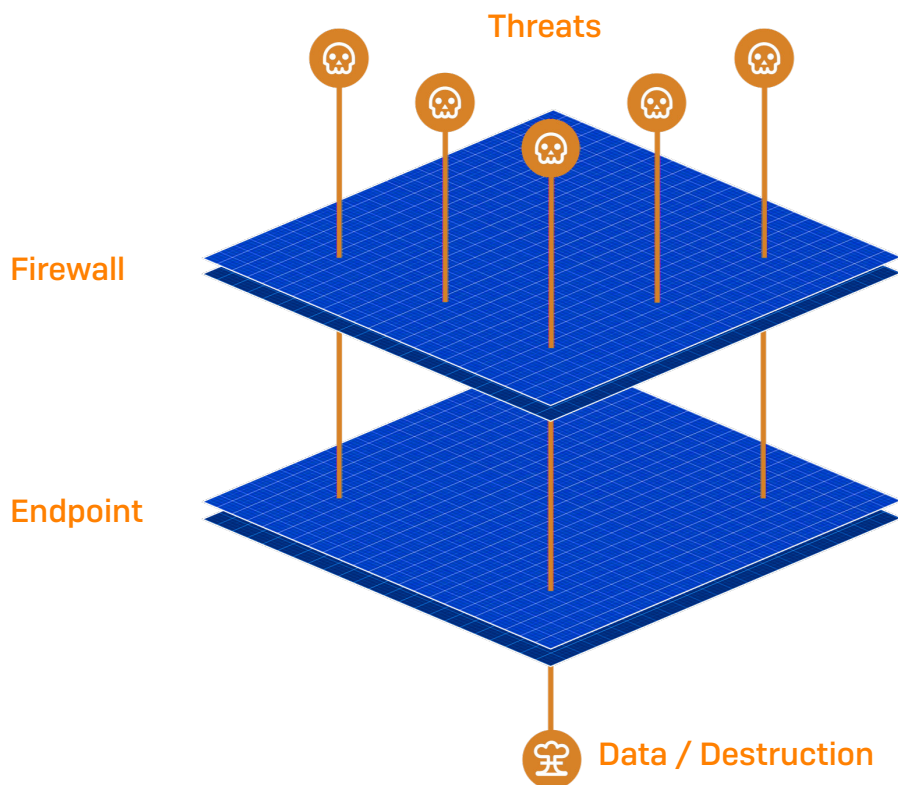 Threats
Firewall
Endpoint
Data / Destruction